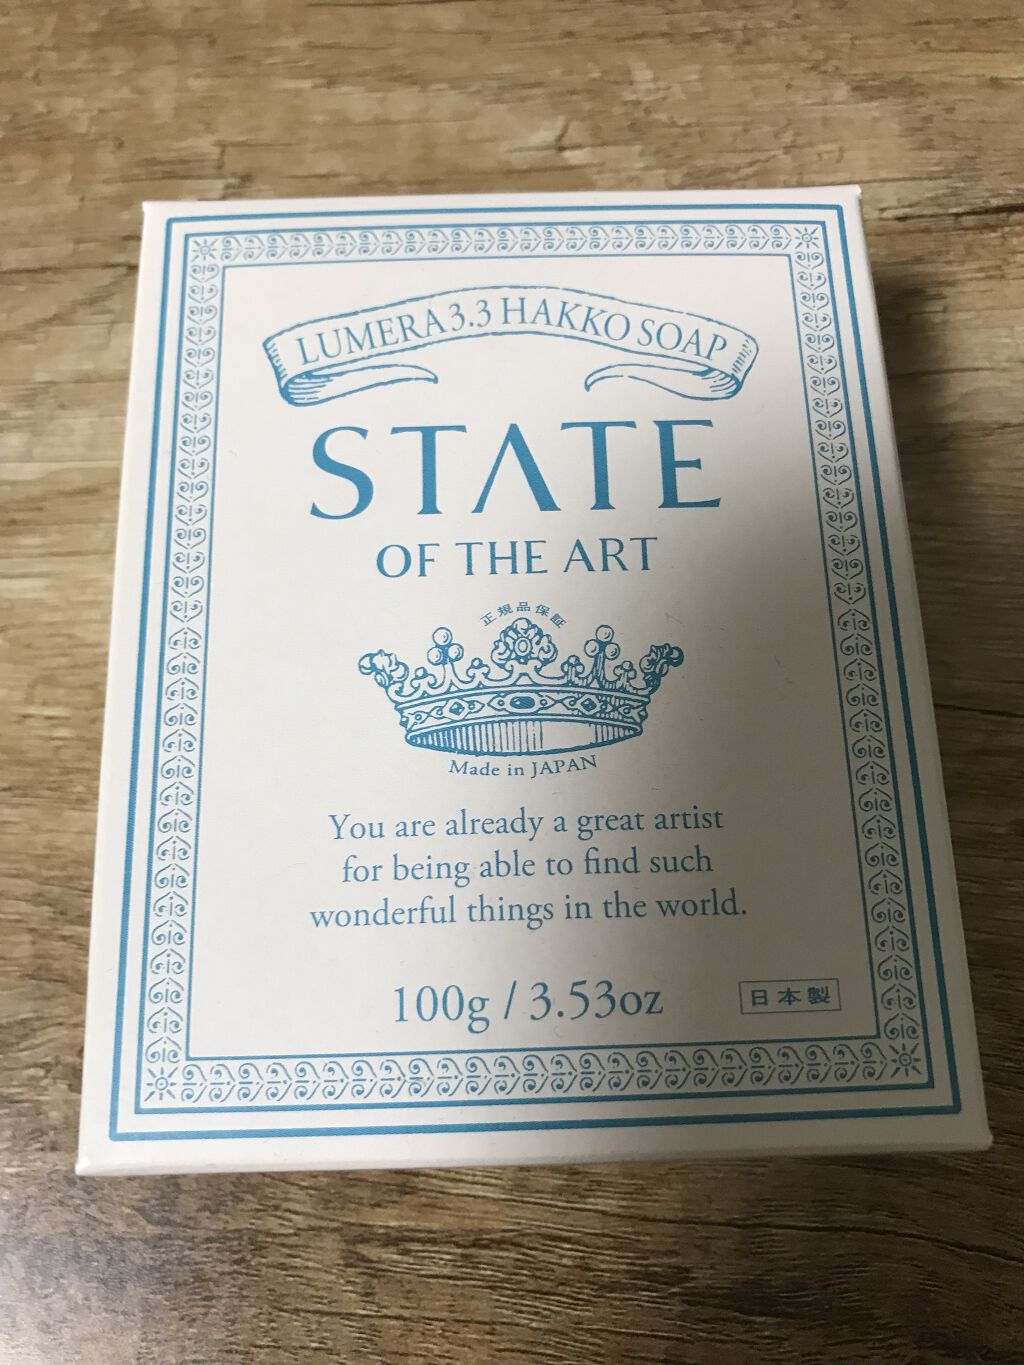 LUMERA 3.3 HAKKO SOAP
STATE
OF THE ART
正規品保証
Made in JAPAN
You are already a great artist
for being able to find such
wonderful things in the world.
100g / 3.53oz
日本製